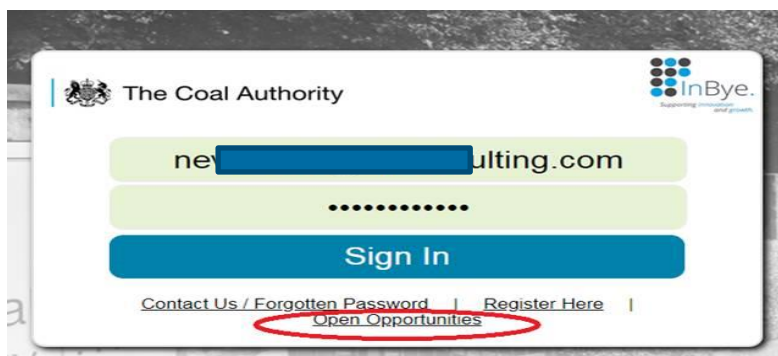 The Coal Authority
InBye.
Supporting innovation
and growth.
ulting.com
••••••••••••
Sign In
Contact Us / Forgotten Password | Register Here |
Open Opportunities